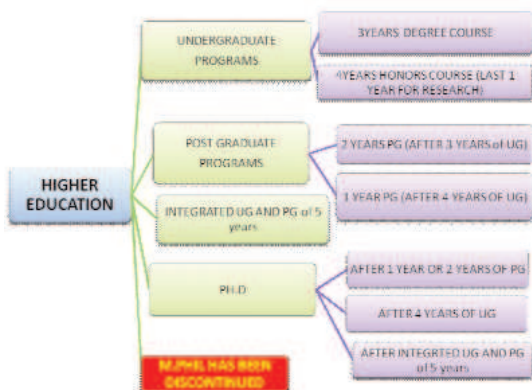 HIGHER
EDUCATION
UNDERGRADUATE
PROGRAMS
3YEARS DEGREE COURSE
4YEARS HONORS COURSE (LAST 1
YEAR FOR RESEARCH)
POST GRADUATE
PROGRAMS
2 YEARS PG (AFTER 3 YEARS of UG)
1 YEAR PG (AFTER 4 YEARS OF UG)
INTEGRATED UG AND PG of 5
years
PH.D
AFTER 1 YEAR OR 2 YEARS OF PG
AFTER 4 YEARS OF UG
AFTER INTEGRTED UG AND PG
of 5 years
M.PHIL HAS BEEN
DISCONTINUED